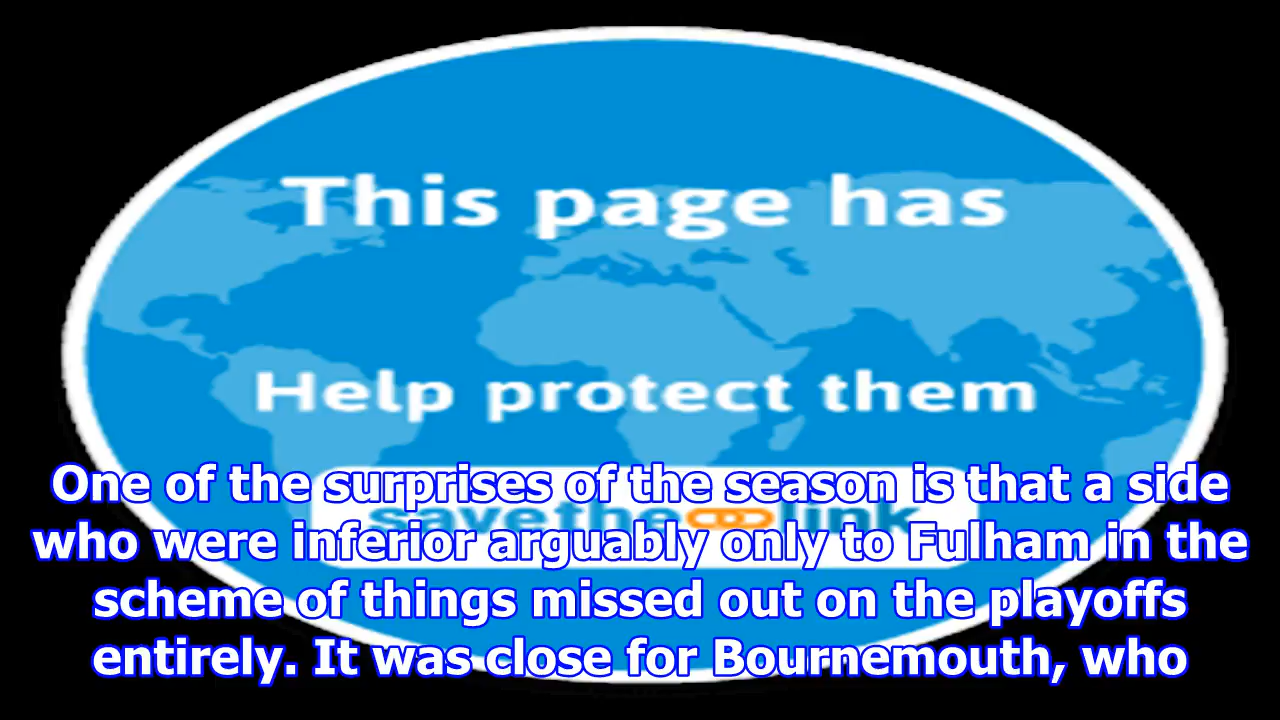 This page has
Help protect them
savethe link
One of the surprises of the season is that a side
who were inferior arguably only to Fulham in the
scheme of things missed out on the playoffs
entirely. It was close for Bournemouth, who